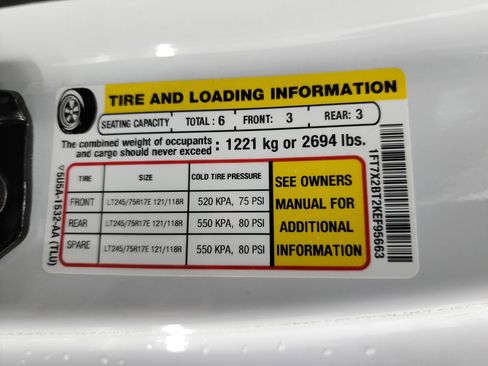 TIRE AND LOADING INFORMATION
SEATING CAPACITY TOTAL : 6 FRONT: 3 REAR: 3
The combined weight of occupants and cargo should never exceed : 1221 kg or 2694 lbs.
TIRE SIZE COLD TIRE PRESSURE
FRONT LT245/75R17E 121/118R 520 KPA, 75 PSI
REAR LT245/75R17E 121/118R 550 KPA, 80 PSI
SPARE LT245/75R17E 121/118R 550 KPA, 80 PSI
SEE OWNERS
MANUAL FOR
ADDITIONAL
INFORMATION
1FT7X2BT2KEF95663
5U5A-1532-AA (TLU)